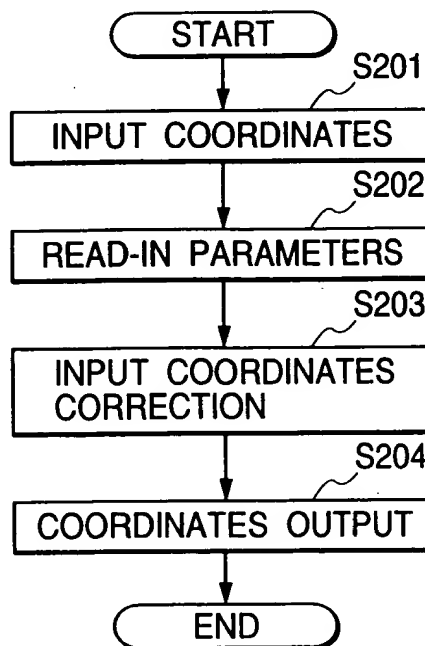 START
S201
INPUT COORDINATES
S202
READ-IN PARAMETERS
S203
INPUT COORDINATES
CORRECTION
S204
COORDINATES OUTPUT
END